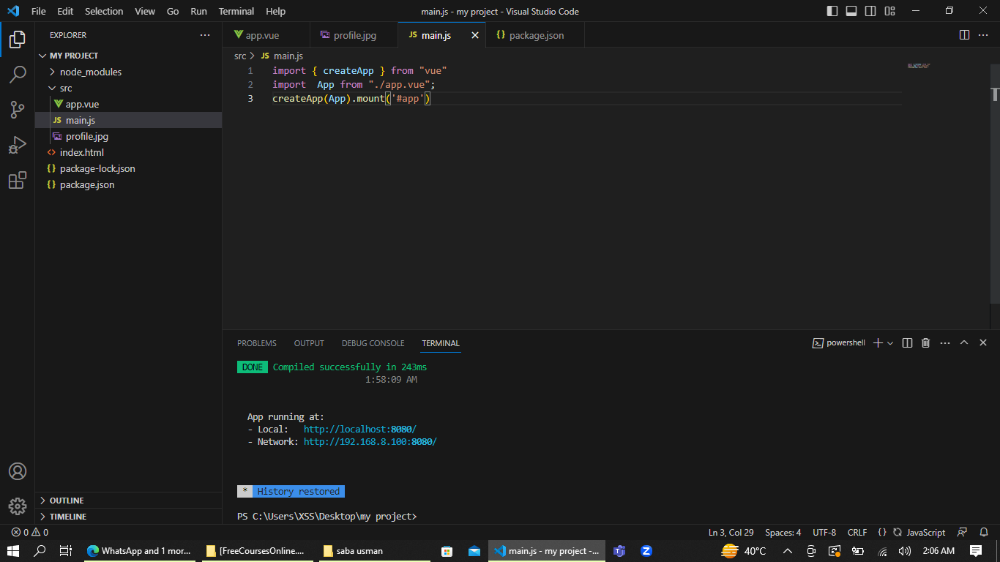 File Edit Selection View Go Run Terminal Help main.js - my project - Visual Studio Code
EXPLORER
MY PROJECT
node_modules
src
app.vue
main.js
profile.jpg
index.html
package-lock.json
package.json
OUTLINE
TIMELINE
app.vue profile.jpg JS main.js package.json
src > JS main.js
1 import { createApp } from "vue"
2 import  App from "./app.vue";
3 createApp(App).mount('#app')
PROBLEMS OUTPUT DEBUG CONSOLE TERMINAL powershell
DONE Compiled successfully in 243ms
1:58:09 AM
App running at:
- Local:   http://localhost:8080/
- Network: http://192.168.8.100:8080/
* History restored
PS C:\Users\XSS\Desktop\my project>
0 0 Ln 3, Col 29 Spaces: 4 UTF-8 CRLF {} JavaScript
WhatsApp and 1 mor... [FreeCoursesOnline.... saba usman main.js - my project -... 40°C 2:06 AM